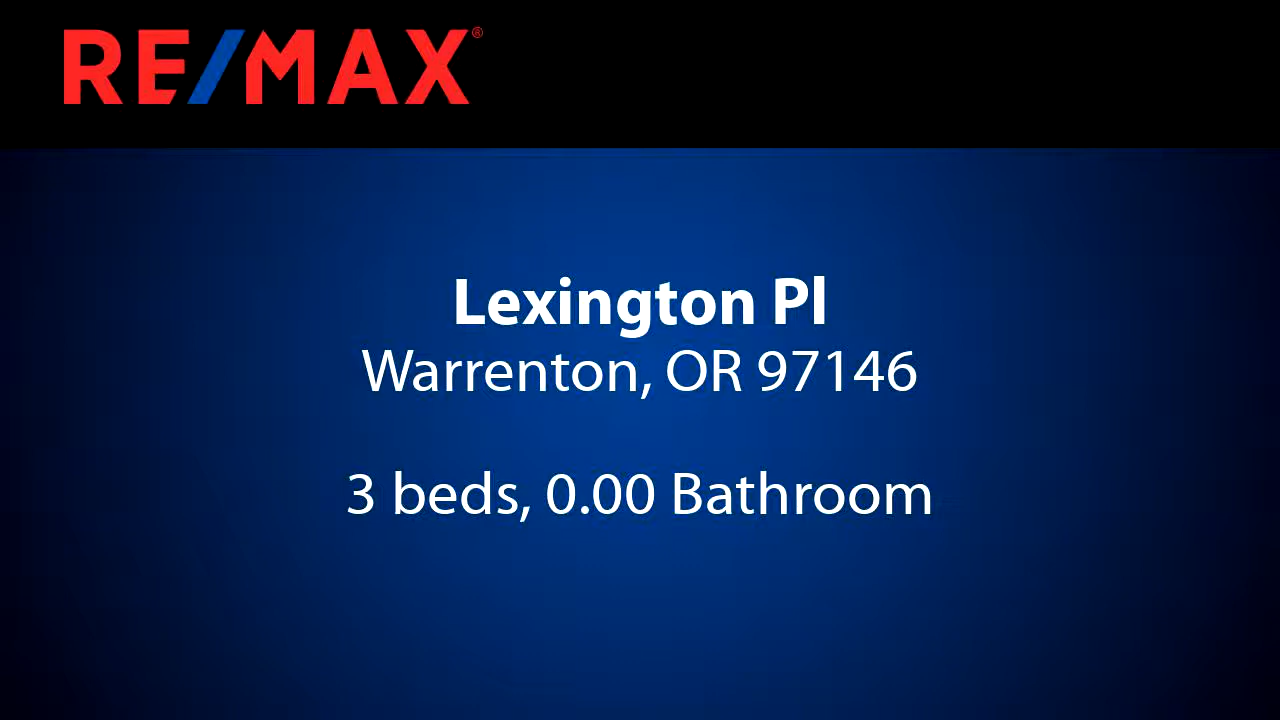 RE/MAX®
Lexington Pl
Warrenton, OR 97146
3 beds, 0.00 Bathroom